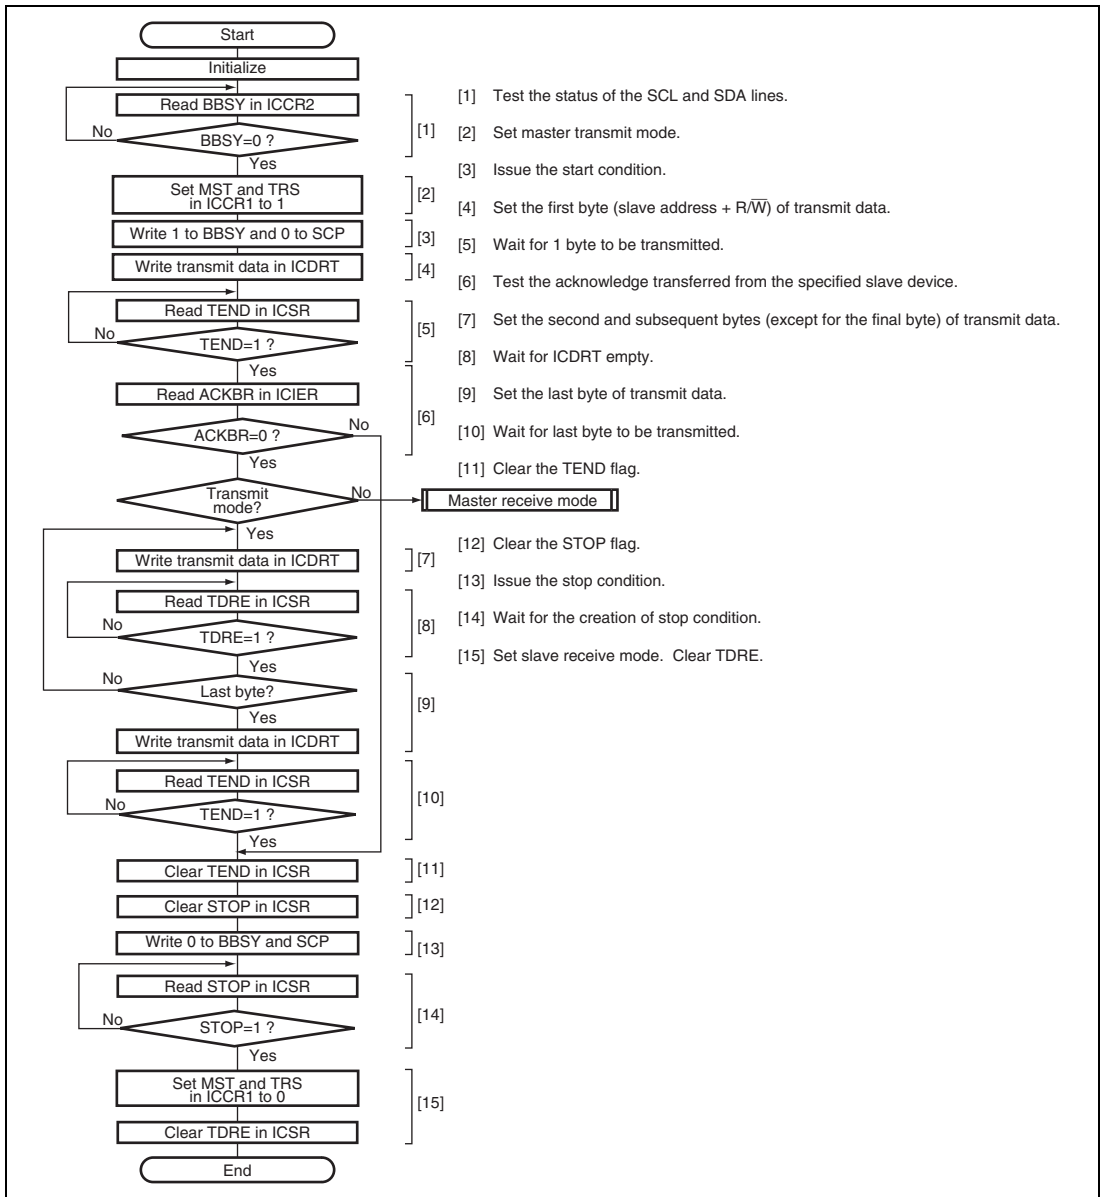 Start
Initialize
Read BBSY in ICCR2
No
BBSY=0 ?
[1]
Yes
Set MST and TRS
in ICCR1 to 1
[2]
Write 1 to BBSY and 0 to SCP
[3]
Write transmit data in ICDRT
[4]
Read TEND in ICSR
No
TEND=1 ?
[5]
Yes
Read ACKBR in ICIER
[6]
ACKBR=0 ?
No
Yes
Transmit
mode?
No
Master receive mode
Yes
Write transmit data in ICDRT
[7]
Read TDRE in ICSR
No
TDRE=1 ?
[8]
Yes
No
Last byte?
[9]
Yes
Write transmit data in ICDRT
Read TEND in ICSR
[10]
No
TEND=1 ?
Yes
Clear TEND in ICSR
[11]
Clear STOP in ICSR
[12]
Write 0 to BBSY and SCP
[13]
Read STOP in ICSR
No
STOP=1 ?
[14]
Yes
Set MST and TRS
in ICCR1 to 0
[15]
Clear TDRE in ICSR
End
[1] Test the status of the SCL and SDA lines.
[2] Set master transmit mode.
[3] Issue the start condition.
[4] Set the first byte (slave address + R/W̅) of transmit data.
[5] Wait for 1 byte to be transmitted.
[6] Test the acknowledge transferred from the specified slave device.
[7] Set the second and subsequent bytes (except for the final byte) of transmit data.
[8] Wait for ICDRT empty.
[9] Set the last byte of transmit data.
[10] Wait for last byte to be transmitted.
[11] Clear the TEND flag.
[12] Clear the STOP flag.
[13] Issue the stop condition.
[14] Wait for the creation of stop condition.
[15] Set slave receive mode. Clear TDRE.